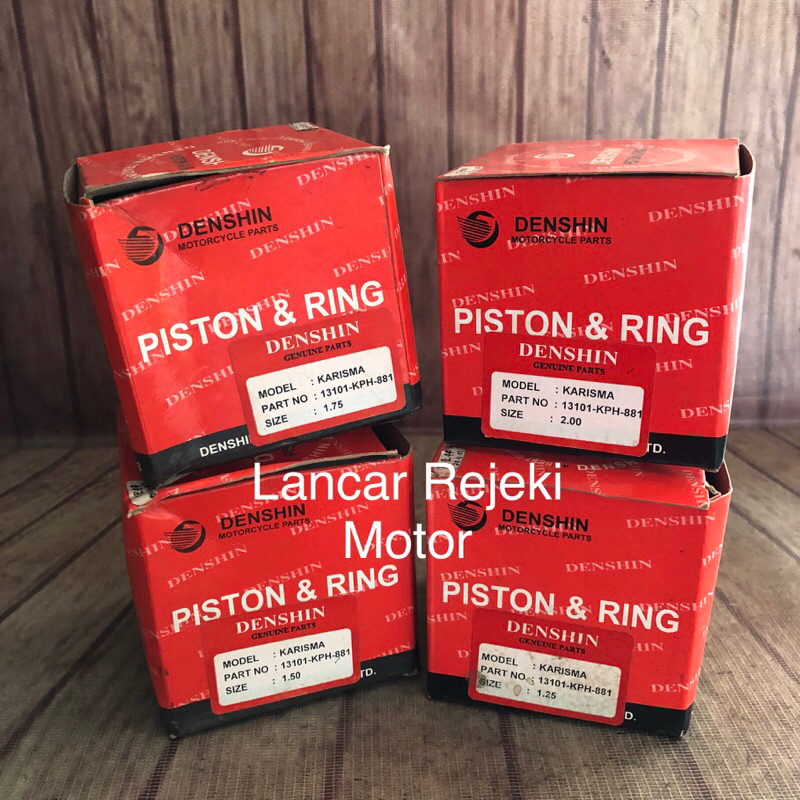 DENSHIN
MOTORCYCLE PARTS
PISTON & RING
DENSHIN
GENUINE PARTS
MODEL : KARISMA
PART NO : 13101-KPH-881
SIZE : 1.75
DENSHIN
MOTORCYCLE PARTS
PISTON & RING
DENSHIN
GENUINE PARTS
MODEL : KARISMA
PART NO : 13101-KPH-881
SIZE : 2.00
TD.
Lancar Rejeki
Motor
DENSHIN
MOTORCYCLE PARTS
PISTON & RING
DENSHIN
GENUINE PARTS
MODEL : KARISMA
PART NO : 13101-KPH-881
SIZE : 1.50
TD.
DENSHIN
MOTORCYCLE PARTS
PISTON & RING
DENSHIN
GENUINE PARTS
MODEL : KARISMA
PART NO : 13101-KPH-881
SIZE : 1.25
D.